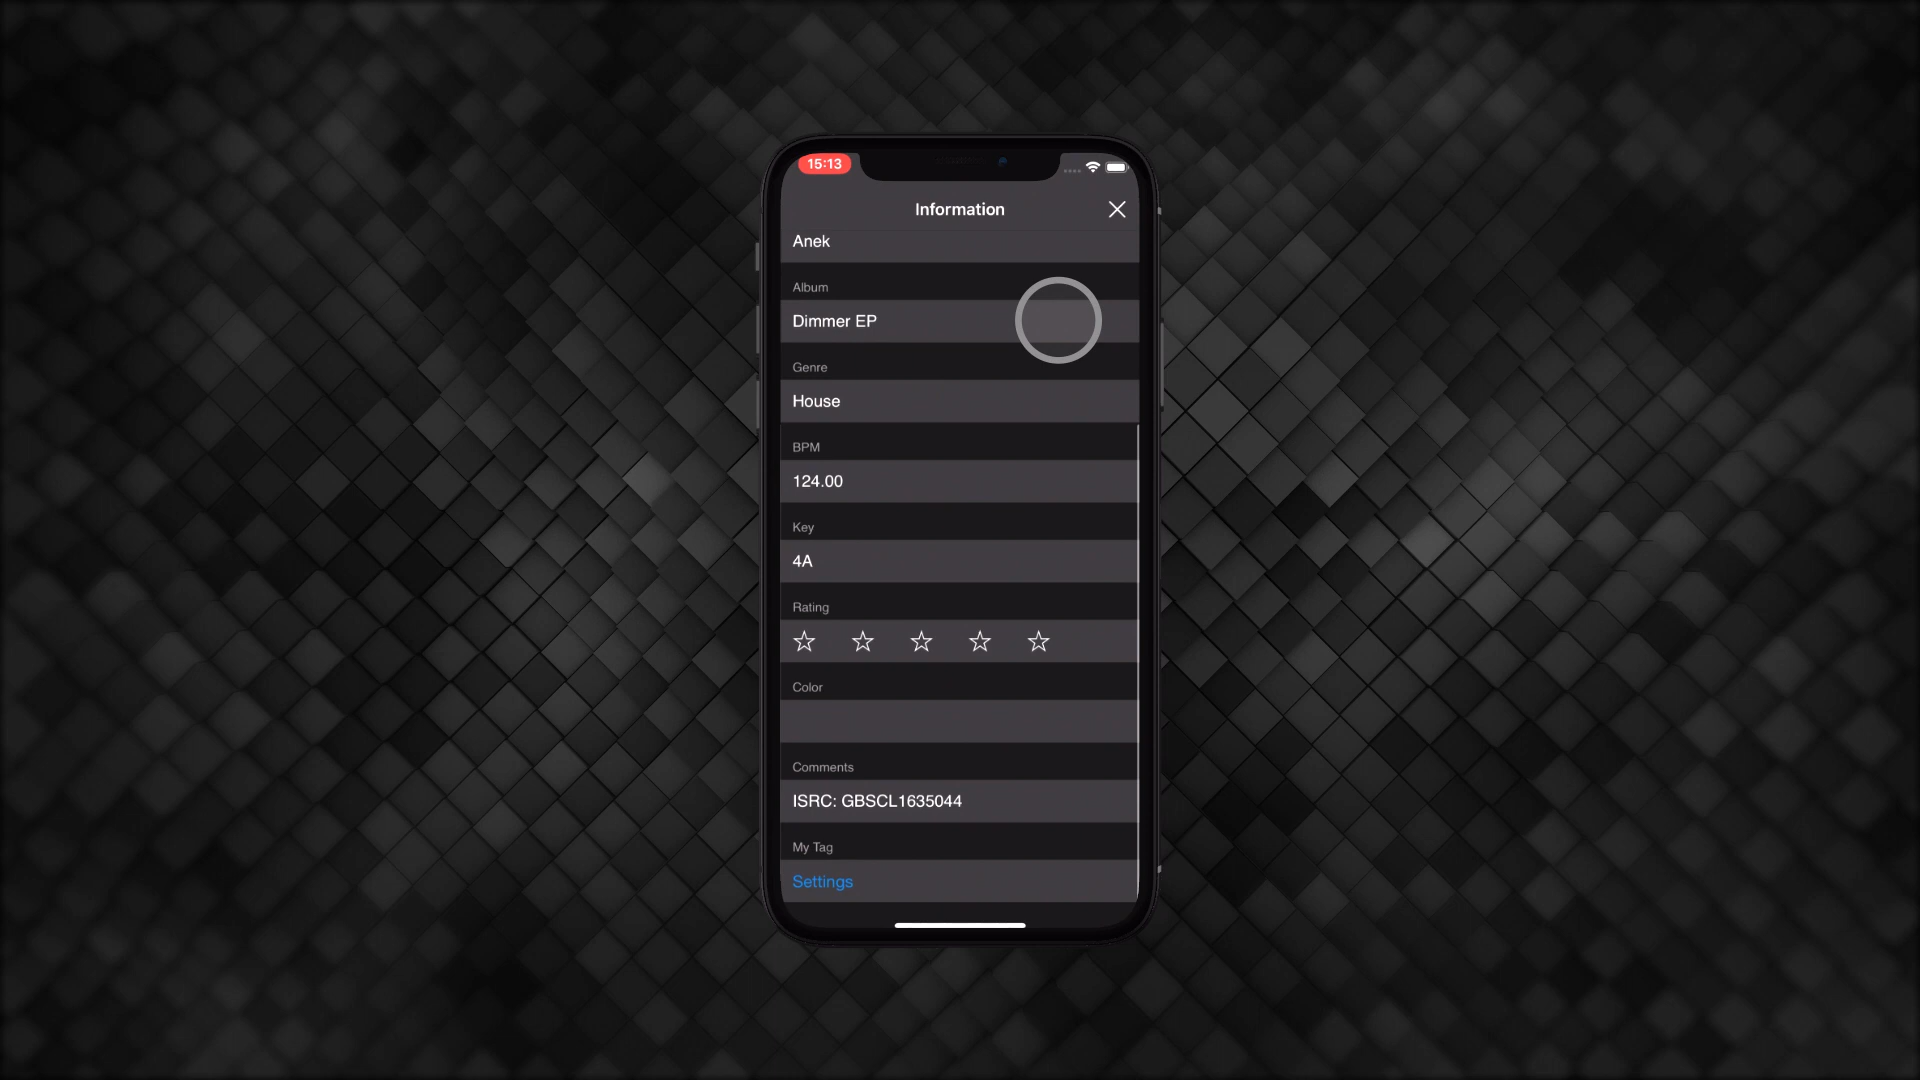 15:13
Information
Anek
Album
Dimmer EP
Genre
House
BPM
124.00
Key
4A
Rating
Color
Comments
ISRC: GBSCL1635044
My Tag
Settings